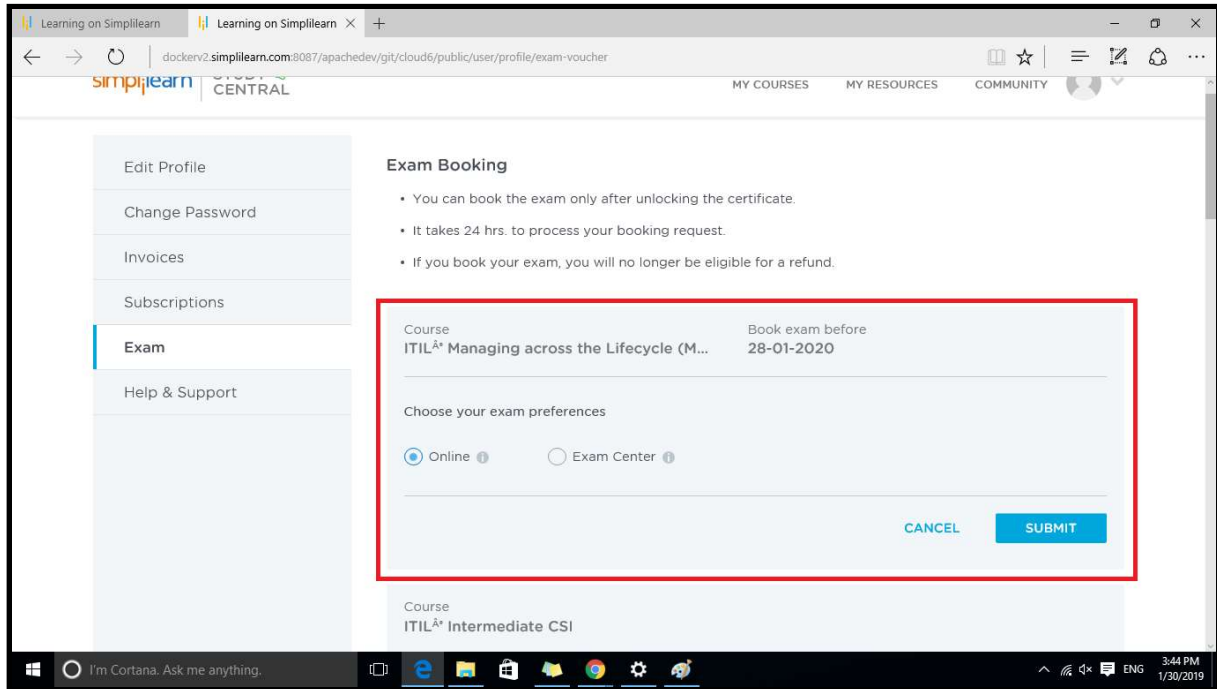 Learning on Simplilearn
Learning on Simplilearn
dockerv2.simplilearn.com:8087/apachedev/git/cloud6/public/user/profile/exam-voucher
simplilearn
CENTRAL
MY COURSES
MY RESOURCES
COMMUNITY
Edit Profile
Change Password
Invoices
Subscriptions
Exam
Help & Support
Exam Booking
• You can book the exam only after unlocking the certificate.
• It takes 24 hrs. to process your booking request.
• If you book your exam, you will no longer be eligible for a refund.
Course
ITILÂ® Managing across the Lifecycle (M...
Book exam before
28-01-2020
Choose your exam preferences
Online
Exam Center
CANCEL
SUBMIT
Course
ITILÂ® Intermediate CSI
I'm Cortana. Ask me anything.
ENG
3:44 PM
1/30/2019